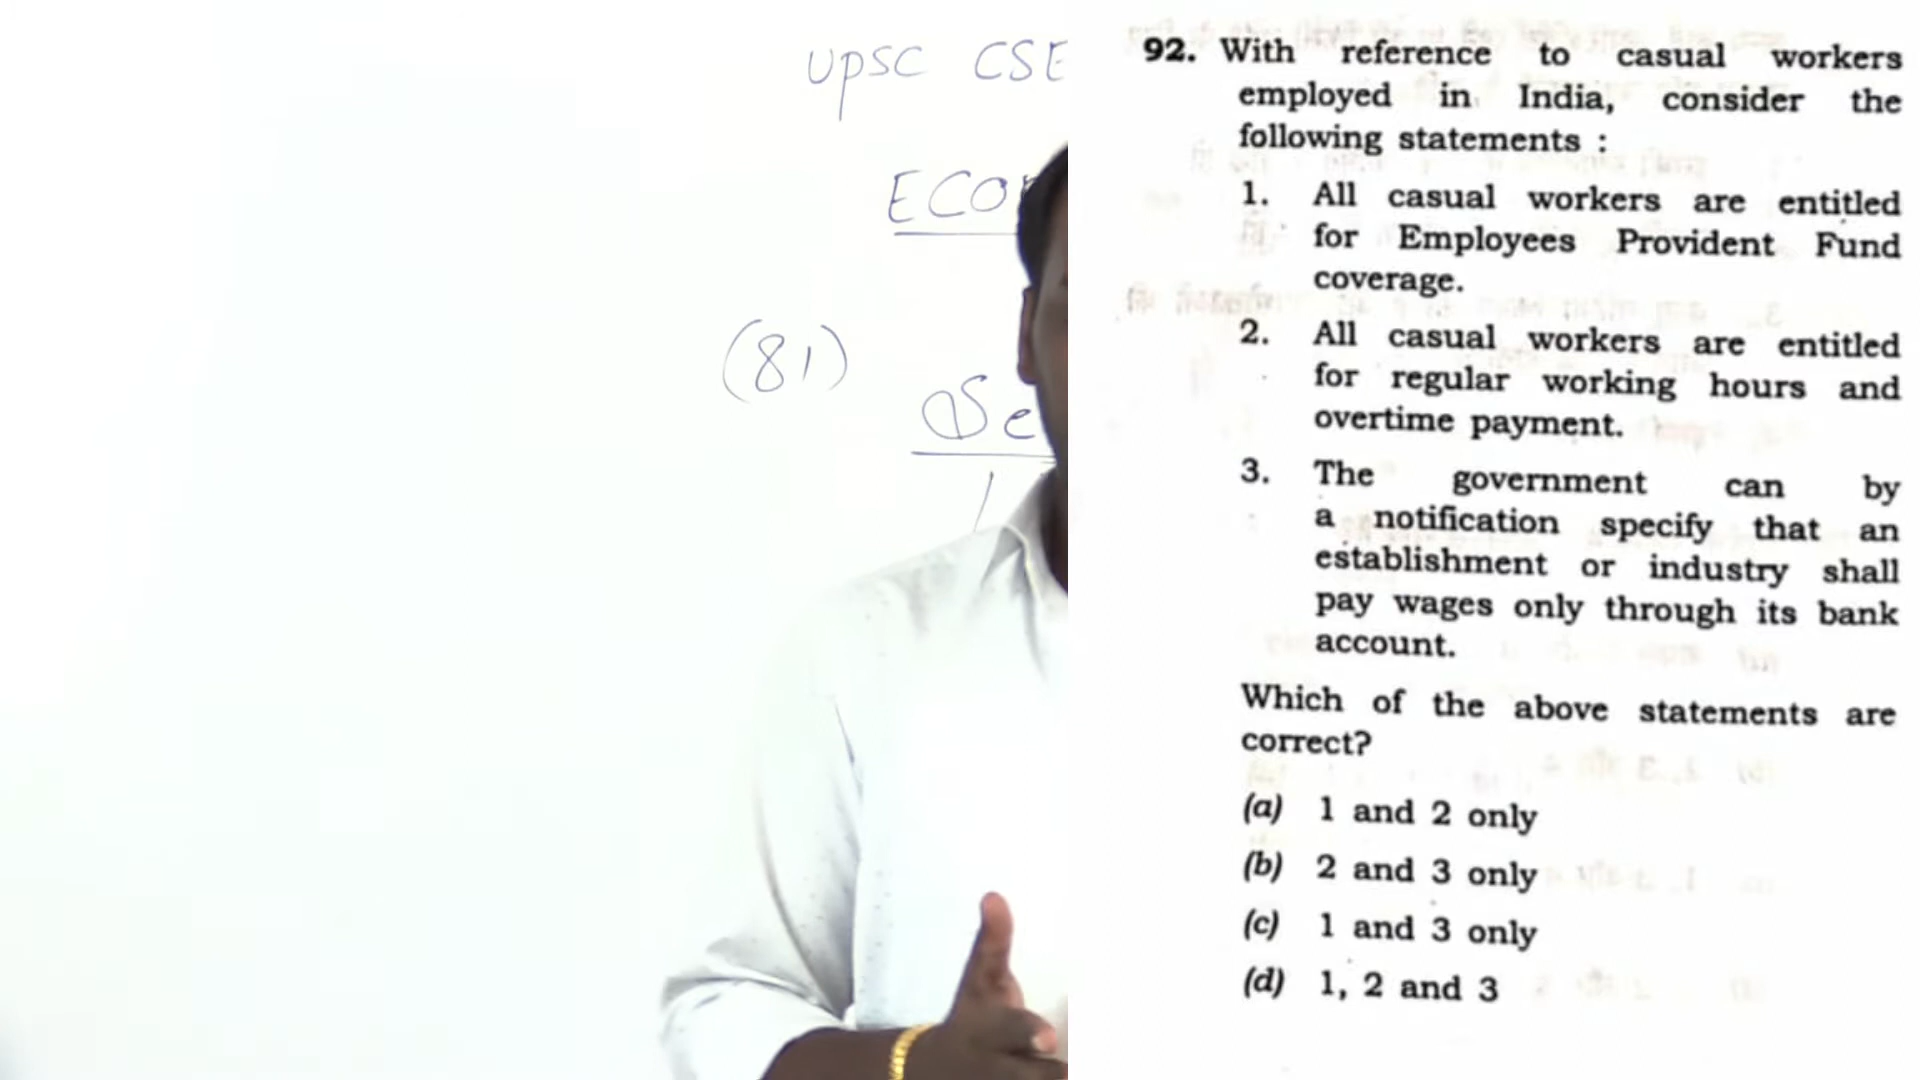 UPSC CSE
ECO
(81)
Se
92. With reference to casual workers
employed in India, consider the
following statements :
1. All casual workers are entitled
for Employees Provident Fund
coverage.
2. All casual workers are entitled
for regular working hours and
overtime payment.
3. The government can by
a notification specify that an
establishment or industry shall
pay wages only through its bank
account.
Which of the above statements are
correct?
(a) 1 and 2 only
(b) 2 and 3 only
(c) 1 and 3 only
(d) 1, 2 and 3